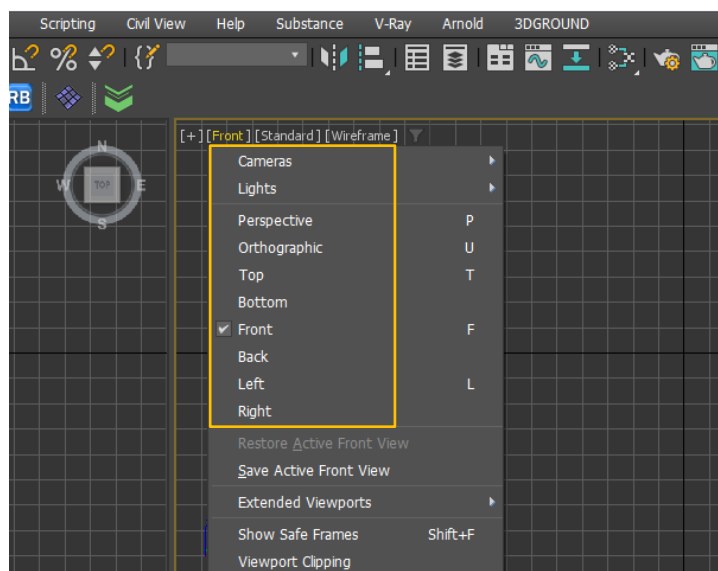 Scripting Civil View Help Substance V-Ray Arnold 3DGROUND
RB
[+] [Front] [Standard] [Wireframe]
N
W TOP E
S
Cameras
Lights
Perspective P
Orthographic U
Top T
Bottom
Front F
Back
Left L
Right
Restore Active Front View
Save Active Front View
Extended Viewports
Show Safe Frames Shift+F
Viewport Clipping